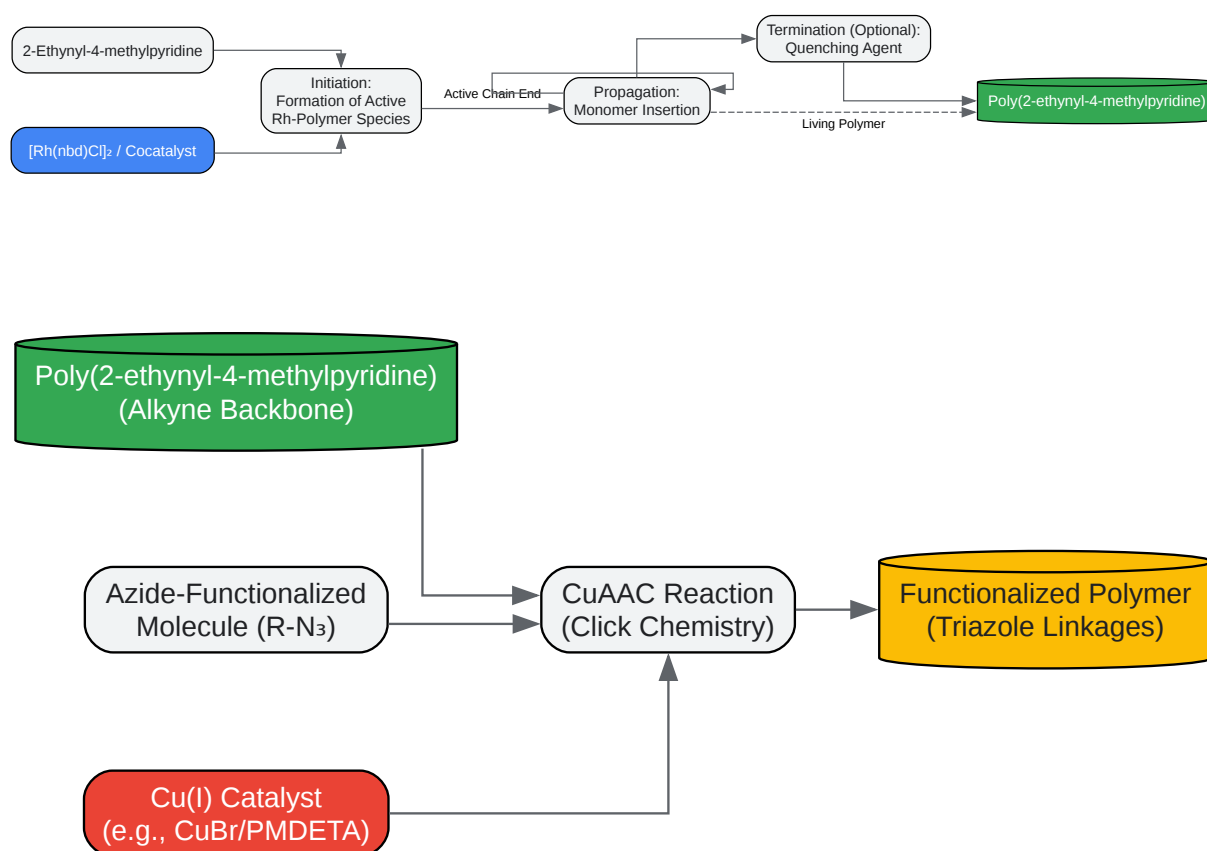 2-Ethynyl-4-methylpyridine
[Rh(nbd)Cl]₂ / Cocatalyst
Initiation:
Formation of Active
Rh-Polymer Species
Active Chain End
Propagation:
Monomer Insertion
Termination (Optional):
Quenching Agent
Living Polymer
Poly(2-ethynyl-4-methylpyridine)
Poly(2-ethynyl-4-methylpyridine)
(Alkyne Backbone)
Azide-Functionalized
Molecule (R-N₃)
Cu(I) Catalyst
(e.g., CuBr/PMDETA)
CuAAC Reaction
(Click Chemistry)
Functionalized Polymer
(Triazole Linkages)